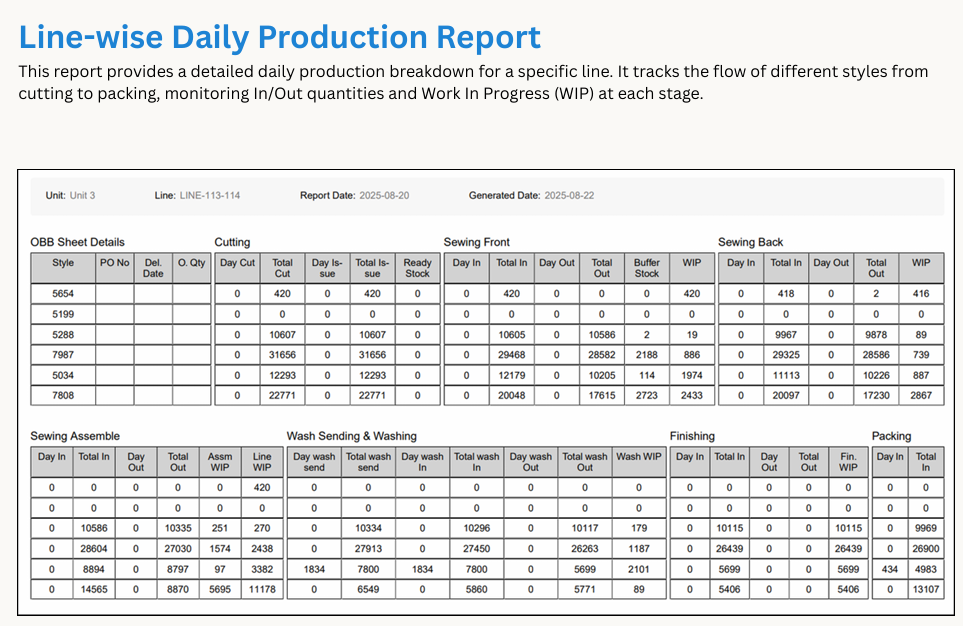 Line-wise Daily Production Report
This report provides a detailed daily production breakdown for a specific line. It tracks the flow of different styles from
cutting to packing, monitoring In/Out quantities and Work In Progress (WIP) at each stage.
Unit: Unit 3 Line: LINE-113-114 Report Date: 2025-08-20 Generated Date: 2025-08-22
OBB Sheet Details Cutting Sewing Front Sewing Back
Style PO No Del. Date O. Qty Day Cut Total Cut Day Is-sue Total Is-sue Ready Stock Day In Total In Day Out Total Out Buffer Stock WIP Day In Total In Day Out Total Out WIP
5654 0 420 0 420 0 0 420 0 0 0 420 0 418 0 2 416
5199 0 0 0 0 0 0 0 0 0 0 0 0 0 0 0 0
5288 0 10607 0 10607 0 0 10605 0 10586 2 19 0 9967 0 9878 89
7987 0 31656 0 31656 0 0 29468 0 28582 2188 886 0 29325 0 28586 739
5034 0 12293 0 12293 0 0 12179 0 10205 114 1974 0 11113 0 10226 887
7808 0 22771 0 22771 0 0 20048 0 17615 2723 2433 0 20097 0 17230 2867
Sewing Assemble Wash Sending & Washing Finishing Packing
Day In Total In Day Out Total Out Assm WIP Line WIP Day wash send Total wash send Day wash In Total wash In Day wash Out Total wash Out Wash WIP Day In Total In Day Out Total Out Fin. WIP Day In Total In
0 0 0 0 0 420 0 0 0 0 0 0 0 0 0 0 0 0 0 0
0 0 0 0 0 0 0 0 0 0 0 0 0 0 0 0 0 0 0 0
0 10586 0 10335 251 270 0 10334 0 10296 0 10117 179 0 10115 0 0 10115 0 9969
0 28604 0 27030 1574 2438 0 27913 0 27450 0 26263 1187 0 26439 0 0 26439 0 26900
0 8894 0 8797 97 3382 1834 7800 1834 7800 0 5699 2101 0 5699 0 0 5699 434 4983
0 14565 0 8870 5695 11178 0 6549 0 5860 0 5771 89 0 5406 0 0 5406 0 13107